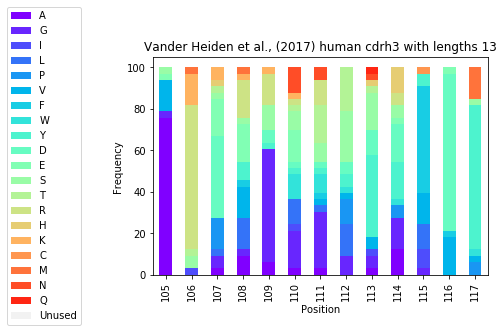 A
G
I
L
P
V
F
W
Y
D
E
S
T
R
H
K
C
M
N
Q
Unused
Vander Heiden et al., (2017) human cdrh3 with lengths 13
Frequency
100
80
60
40
20
0
105 106 107 108 109 110 111 112 113 114 115 116 117
Position